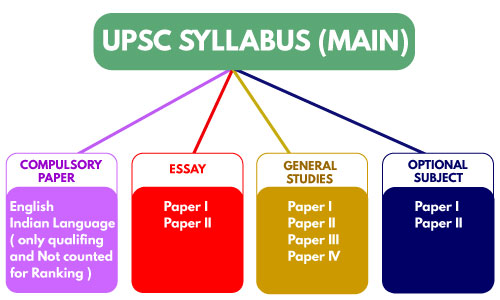 UPSC SYLLABUS (MAIN)
COMPULSORY
PAPER
English
Indian Language
( only qualifing
and Not counted
for Ranking )
ESSAY
Paper I
Paper II
GENERAL
STUDIES
Paper I
Paper II
Paper III
Paper IV
OPTIONAL
SUBJECT
Paper I
Paper II